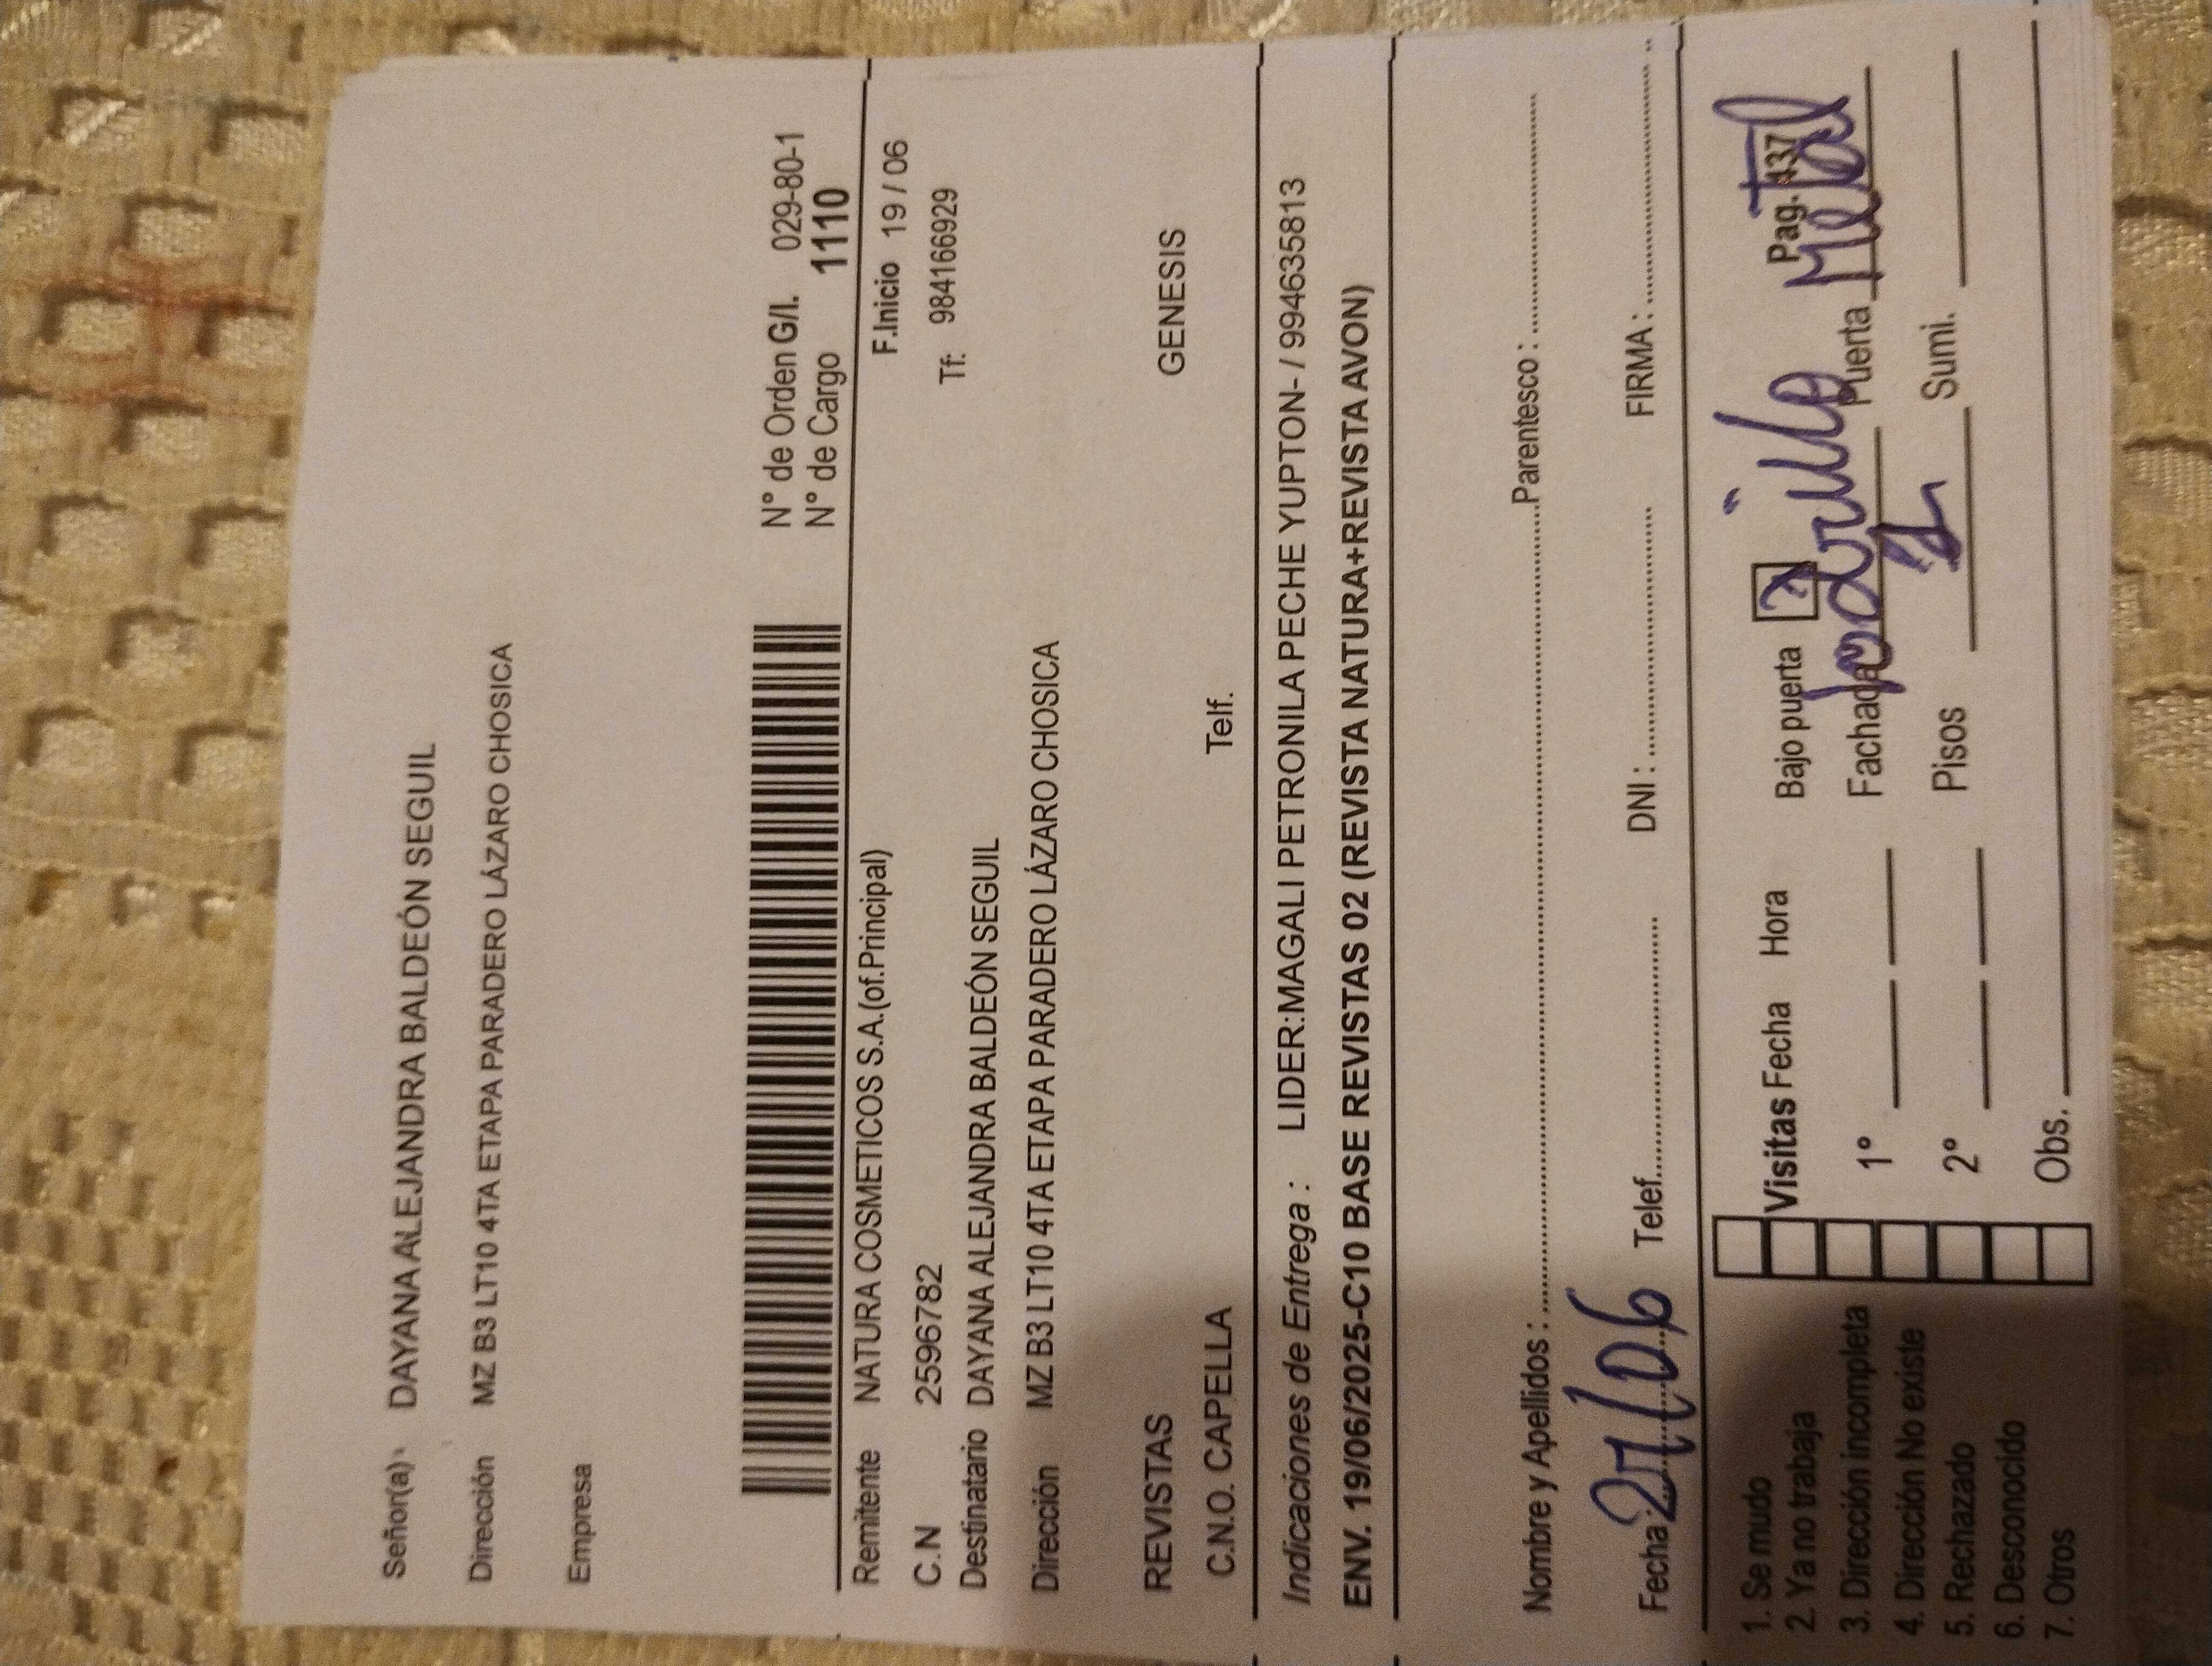 Señor(a) DAYANA ALEJANDRA BALDEÓN SEGUIL
Dirección MZ B3 LT10 4TA ETAPA PARADERO LÁZARO CHOSICA
Empresa
N° de Orden G/I. 029-80-1
N° de Cargo 1110
Remitente NATURA COSMETICOS S.A.(of.Principal) F.Inicio 19 / 06
C.N 2596782 Tf: 984166929
Destinatario DAYANA ALEJANDRA BALDEÓN SEGUIL
Dirección MZ B3 LT10 4TA ETAPA PARADERO LÁZARO CHOSICA
REVISTAS GENESIS
C.N.O. CAPELLA Telf.
Indicaciones de Entrega : LIDER:MAGALI PETRONILA PECHE YUPTON- / 994635813
ENV. 19/06/2025-C10 BASE REVISTAS 02 (REVISTA NATURA+REVISTA AVON)
Nombre y Apellidos : Parentesco :
Fecha: 21/06 Telef. DNI : FIRMA :
1. Se mudo Visitas Fecha Hora Bajo puerta Pag. 437
2. Ya no trabaja
3. Dirección incompleta 1° Fachada Ladrillo Puerta Metal
4. Dirección No existe
5. Rechazado 2° Pisos 1 Sumi.
6. Desconocido
7. Otros Obs.